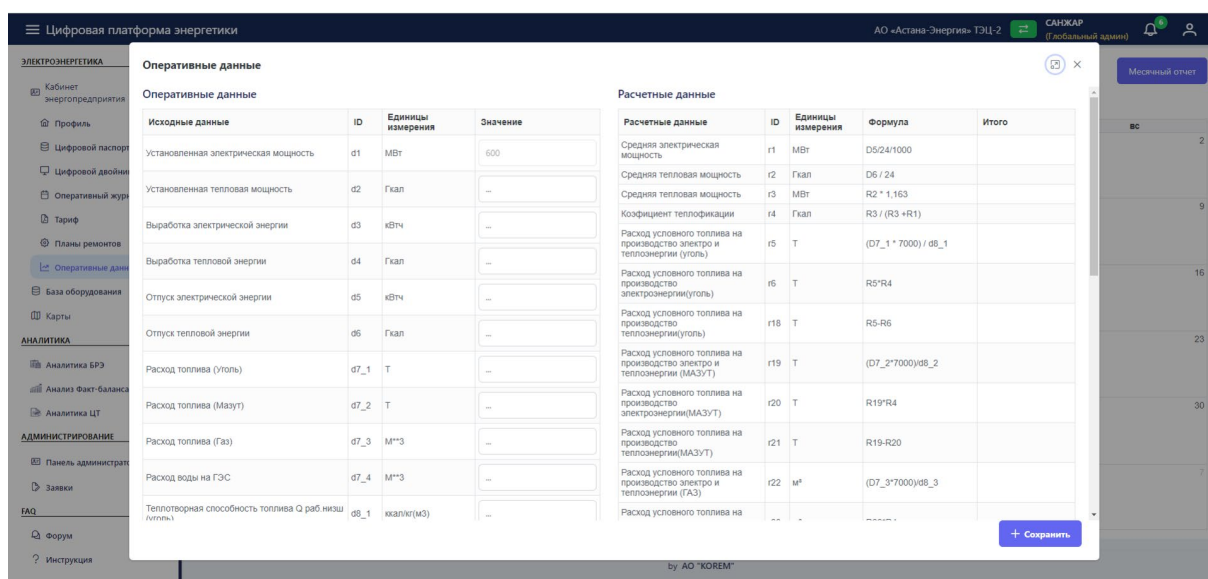 Цифровая платформа энергетики
АО «Астана-Энергия» ТЭЦ-2
САНЖАР
(Глобальный админ)
6
ЭЛЕКТРОЭНЕРГЕТИКА
Кабинет
энергопредприятия
Профиль
Цифровой паспорт
Цифровой двойни
Оперативный журн
Тариф
Планы ремонтов
Оперативные данн
База оборудования
Карты
АНАЛИТИКА
Аналитика БРЭ
Анализ Факт-баланса
Аналитика ЦТ
АДМИНИСТРИРОВАНИЕ
Панель администрато
Заявки
FAQ
Форум
Инструкция
Месячный отчет
ВС
2
9
16
23
30
7
Оперативные данные
Оперативные данные
Исходные данные ID Единицы измерения Значение
Установленная электрическая мощность d1 МВт 600
Установленная тепловая мощность d2 Гкал ...
Выработка электрической энергии d3 кВтч ...
Выработка тепловой энергии d4 Гкал ...
Отпуск электрической энергии d5 кВтч ...
Отпуск тепловой энергии d6 Гкал ...
Расход топлива (Уголь) d7_1 Т ...
Расход топлива (Мазут) d7_2 Т ...
Расход топлива (Газ) d7_3 М**3 ...
Расход воды на ГЭС d7_4 М**3 ...
Теплотворная способность топлива Q раб.низш
(уголь) d8_1 ккал/кг(м3) ...
Расчетные данные
Расчетные данные ID Единицы измерения Формула Итого
Средняя электрическая
мощность r1 МВт D5/24/1000
Средняя тепловая мощность r2 Гкал D6 / 24
Средняя тепловая мощность r3 МВт R2 * 1,163
Коэфициент теплофикации r4 Гкал R3 / (R3 +R1)
Расход условного топлива на
производство электро и
теплоэнергии (уголь) r5 Т (D7_1 * 7000) / d8_1
Расход условного топлива на
производство
электроэнергии(уголь) r6 Т R5*R4
Расход условного топлива на
производство
теплоэнергии(уголь) r18 Т R5-R6
Расход условного топлива на
производство электро и
теплоэнергии (МАЗУТ) r19 Т (D7_2*7000)/d8_2
Расход условного топлива на
производство
электроэнергии(МАЗУТ) r20 Т R19*R4
Расход условного топлива на
производство
теплоэнергии(МАЗУТ) r21 Т R19-R20
Расход условного топлива на
производство электро и
теплоэнергии (ГАЗ) r22 м³ (D7_3*7000)/d8_3
Расход условного топлива на
+ Сохранить
by АО "KOREM"